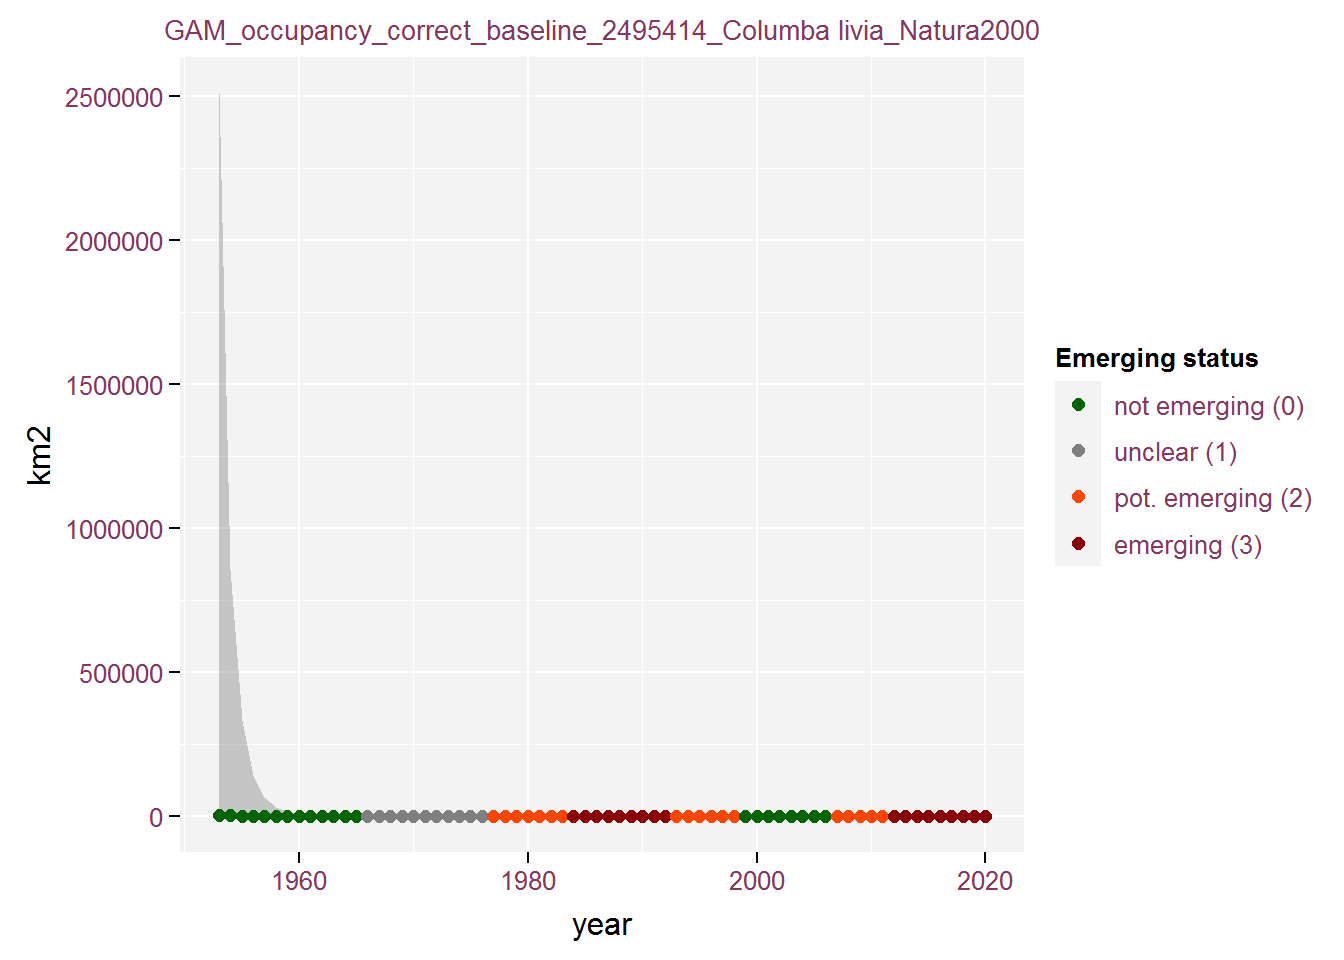 GAM_occupancy_correct_baseline_2495414_Columba livia_Natura2000
2500000
2000000
1500000
1000000
500000
0
km2
1960
1980
2000
2020
year
Emerging status
not emerging (0)
unclear (1)
pot. emerging (2)
emerging (3)